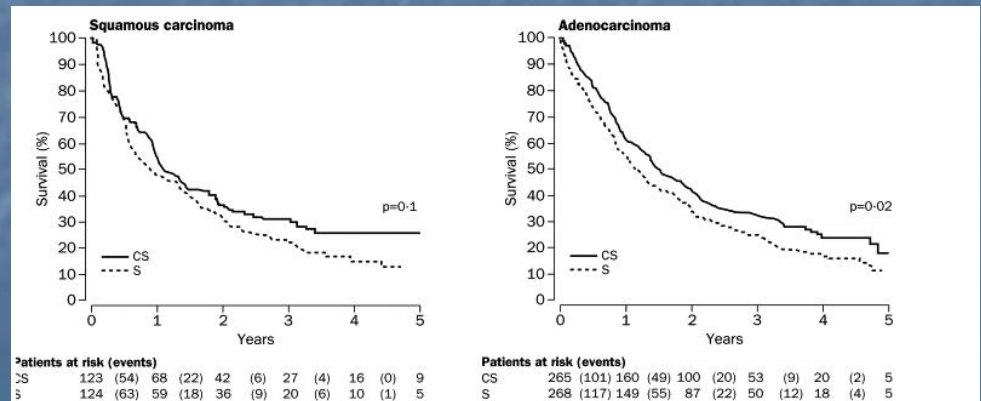 Squamous carcinoma
100
90
80
70
60
50
40
30
20
10
0
Survival (%)
p=0·1
CS
S
0 1 2 3 4 5
Years
Patients at risk (events)
CS 123 (54) 68 (22) 42 (6) 27 (4) 16 (0) 9
S 124 (63) 59 (18) 36 (9) 20 (6) 10 (1) 5
Adenocarcinoma
100
90
80
70
60
50
40
30
20
10
0
Survival (%)
p=0·02
CS
S
0 1 2 3 4 5
Years
Patients at risk (events)
CS 265 (101) 160 (49) 100 (20) 53 (9) 20 (2) 5
S 268 (117) 149 (55) 87 (22) 50 (12) 18 (4) 5